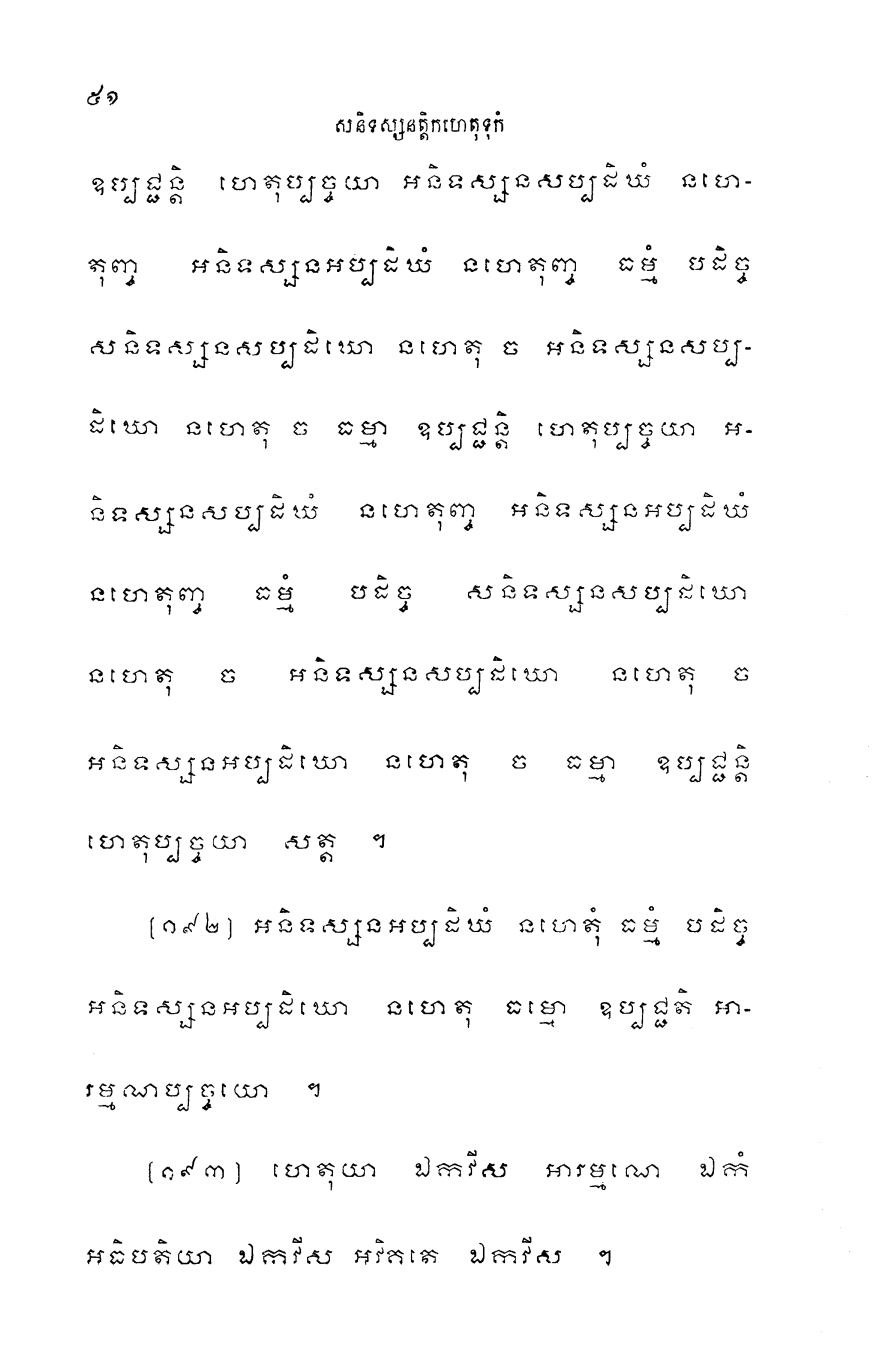 ៥១
សនិទស្សនត្តិកហេតុទុកំ
ឧប្បជ្ជន្តិ ហេតុប្បច្ចយា អនិទស្សនសប្បដិឃំ នហេ-
តុញ្ច អនិទស្សនអប្បដិឃំ នហេតុញ្ច ធម្មំ បដិច្ច
សនិទស្សនសប្បដិឃោ នហេតុ ច អនិទស្សនសប្ប-
ដិឃោ នហេតុ ច ធម្មា ឧប្បជ្ជន្តិ ហេតុប្បច្ចយា អ-
និទស្សនសប្បដិឃំ នហេតុញ្ច អនិទស្សនអប្បដិឃំ
នហេតុញ្ច ធម្មំ បដិច្ច សនិទស្សនសប្បដិឃោ
នហេតុ ច អនិទស្សនសប្បដិឃោ នហេតុ ច
អនិទស្សនអប្បដិឃោ នហេតុ ច ធម្មា ឧប្បជ្ជន្តិ
ហេតុប្បច្ចយា សត្ត ។
(១៩២) អនិទស្សនអប្បដិឃំ នហេតុំ ធម្មំ បដិច្ច
អនិទស្សនអប្បដិឃោ នហេតុ ធម្មោ ឧប្បជ្ជតិ អា-
រម្មណប្បច្ចយោ ។
(១៩៣) ហេតុយា ឯកវីស អារម្មណេ ឯកំ
អធិបតិយា ឯកវីស អវិគតេ ឯកវីស ។